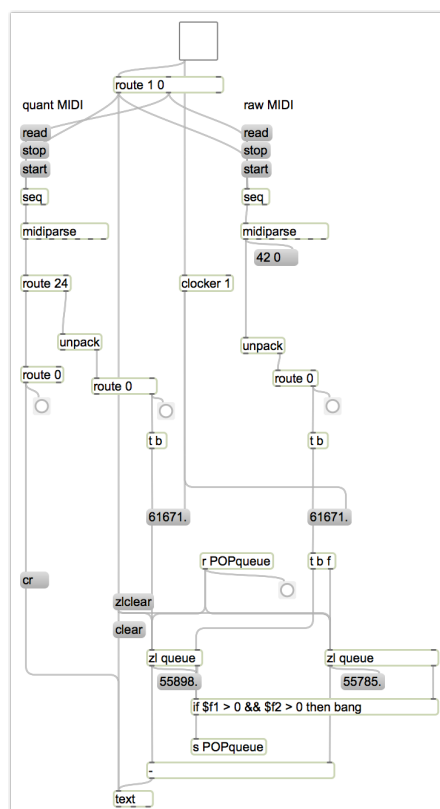 route 1 0
quant MIDI
raw MIDI
read
read
stop
stop
start
start
seq
seq
midiparse
midiparse
42 0
route 24
clocker 1
unpack
unpack
route 0
route 0
route 0
t b
t b
61671.
61671.
r POPqueue
t b f
cr
zlclear
clear
zl queue
zl queue
55898.
55785.
if $f1 > 0 && $f2 > 0 then bang
s POPqueue
-
text